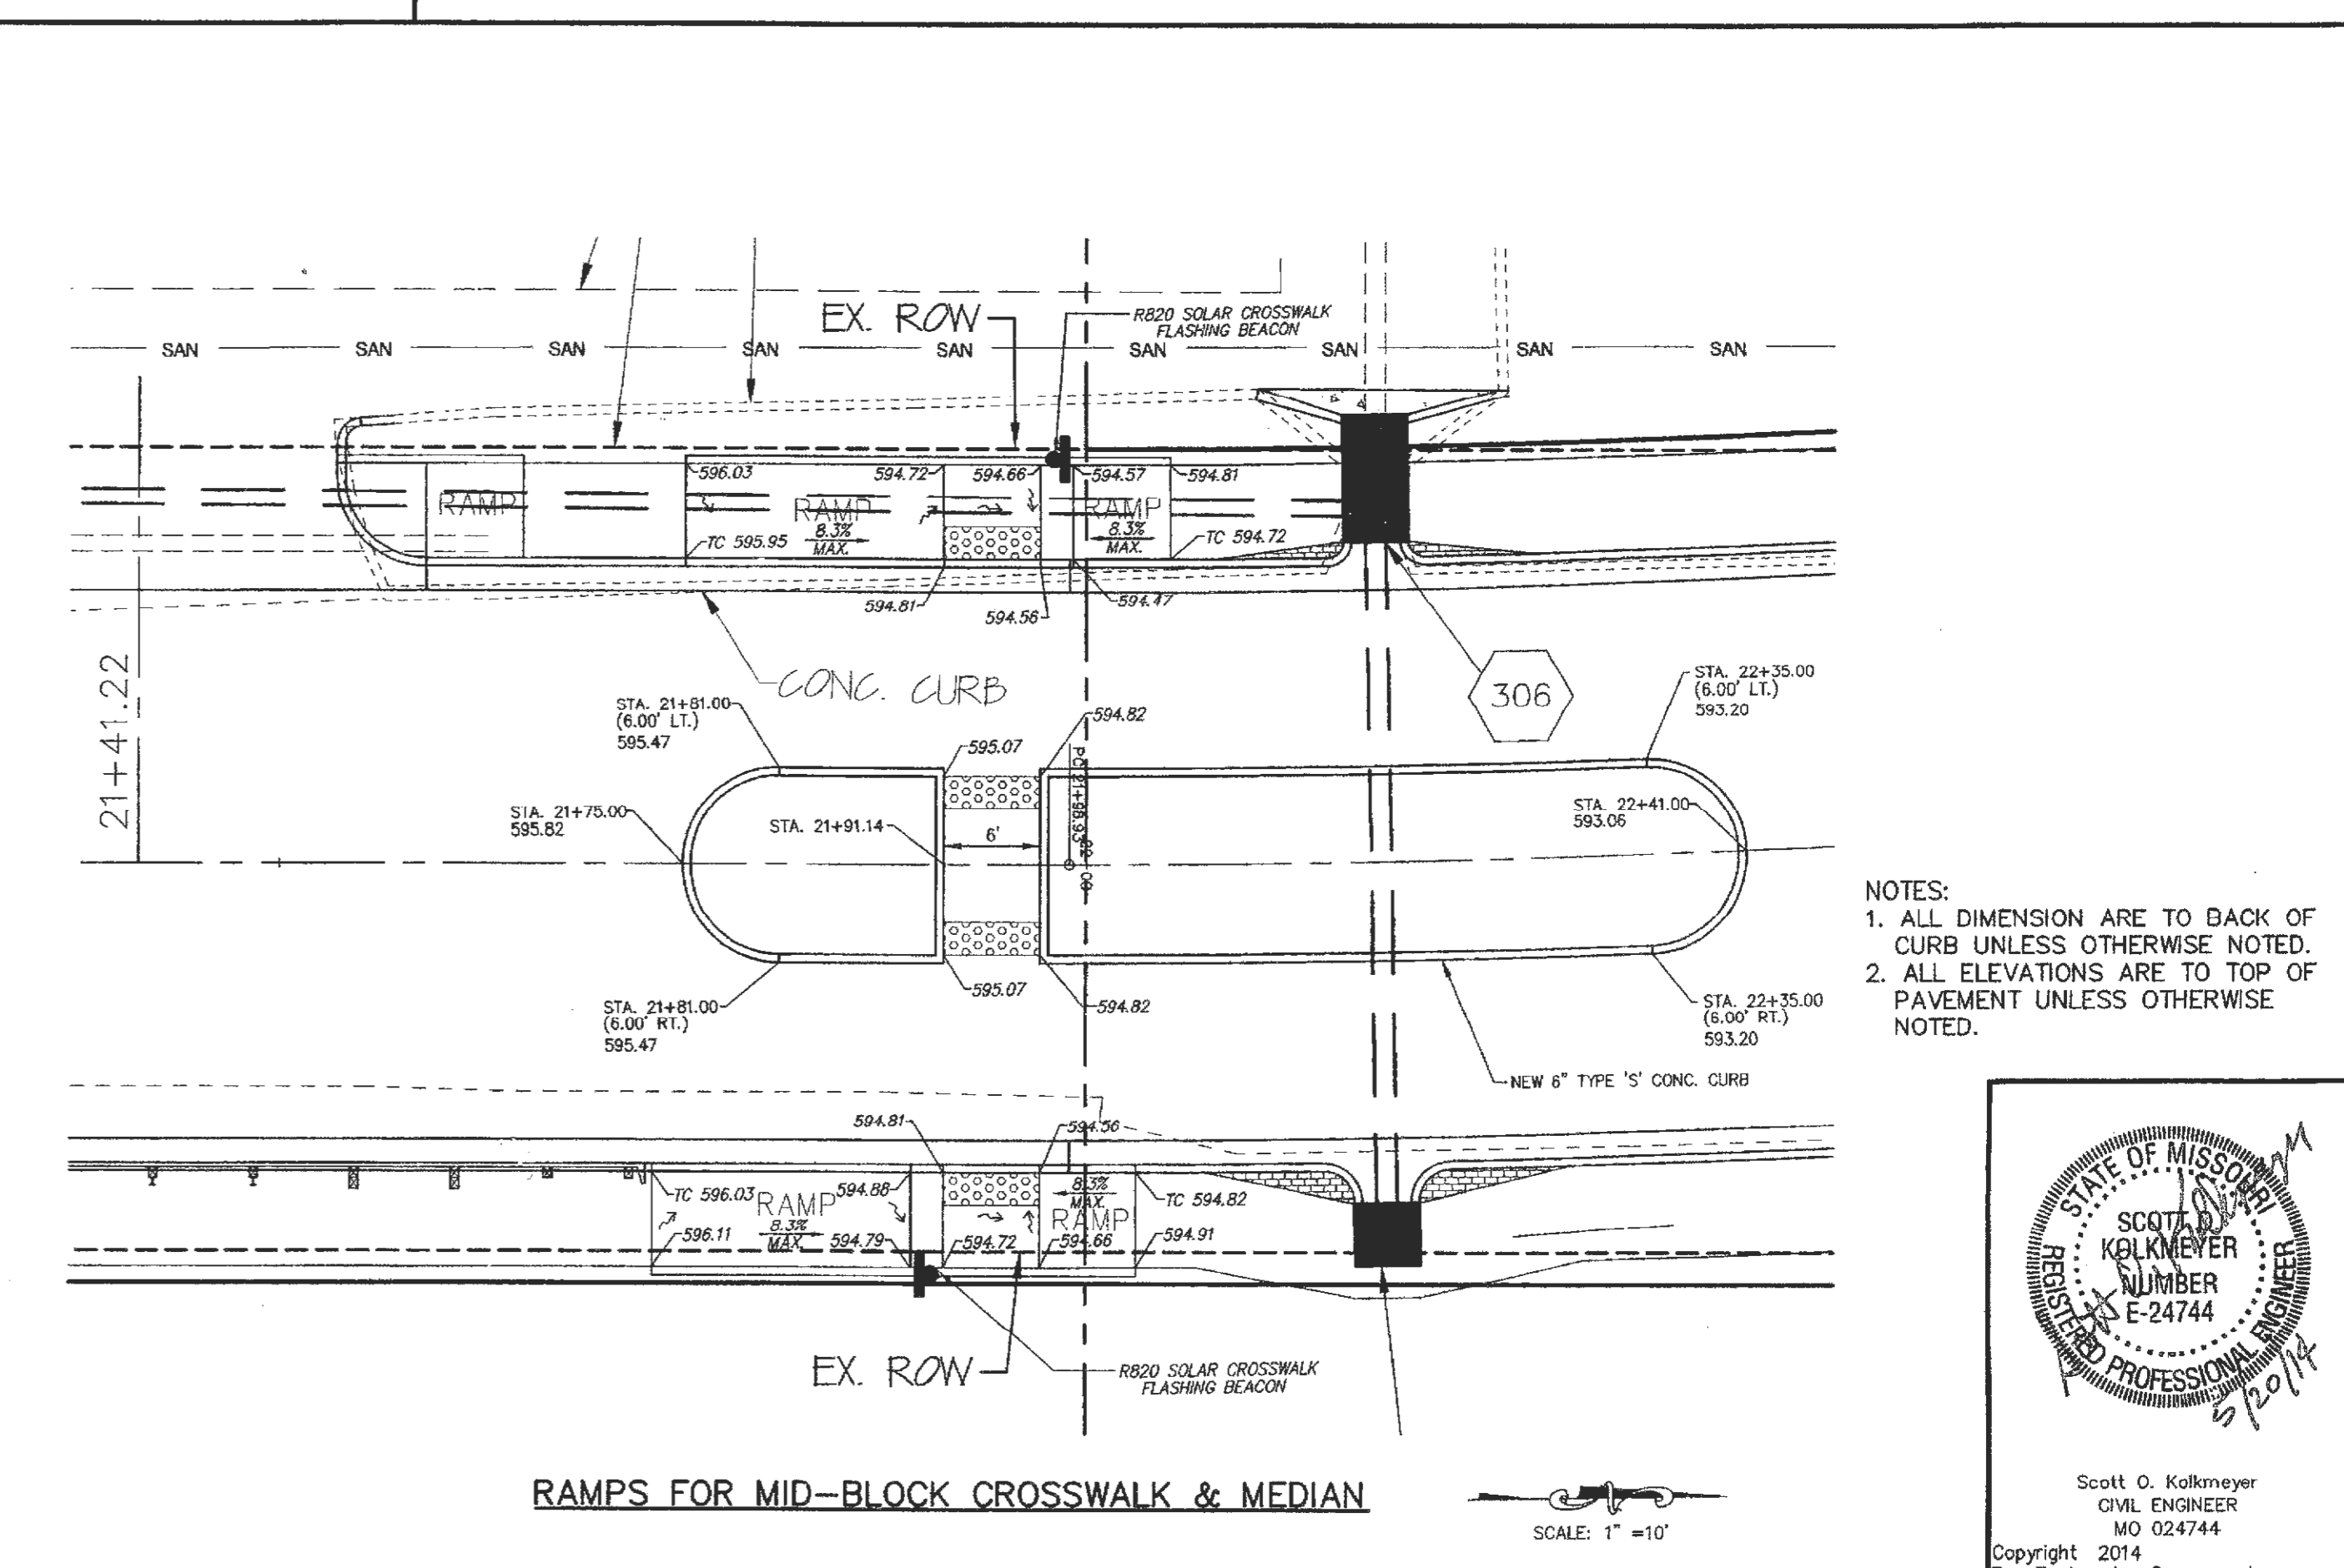 EX. ROW
R820 SOLAR CROSSWALK
FLASHING BEACON
SAN SAN SAN SAN SAN SAN SAN SAN SAN
596.03
594.72
594.66
594.57
594.81
RAMP
RAMP
8.3%
MAX.
RAMP
8.3%
MAX.
TC 595.95
TC 594.72
594.81
594.56
594.47
CONC. CURB
21+41.22
306
STA. 21+81.00
(6.00' LT.)
595.47
594.82
595.07
STA. 22+35.00
(6.00' LT.)
593.20
PC 21+98.93
22+00
STA. 21+75.00
595.82
STA. 21+91.14
6'
STA. 22+41.00
593.06
595.07
594.82
STA. 21+81.00
(6.00' RT.)
595.47
STA. 22+35.00
(6.00' RT.)
593.20
NEW 6" TYPE 'S' CONC. CURB
NOTES:
1. ALL DIMENSION ARE TO BACK OF
CURB UNLESS OTHERWISE NOTED.
2. ALL ELEVATIONS ARE TO TOP OF
PAVEMENT UNLESS OTHERWISE
NOTED.
594.81
594.56
TC 596.03
RAMP
8.3%
MAX.
594.88
8.3%
MAX.
RAMP
TC 594.82
596.11
594.79
594.72
594.66
594.91
EX. ROW
R820 SOLAR CROSSWALK
FLASHING BEACON
RAMPS FOR MID-BLOCK CROSSWALK & MEDIAN
SCALE: 1" =10'
STATE OF MISSOURI
SCOTT O.
KOLKMEYER
NUMBER
E-24744
REGISTERED PROFESSIONAL ENGINEER
5/20/14
Scott O. Kolkmeyer
CIVIL ENGINEER
MO 024744
Copyright 2014